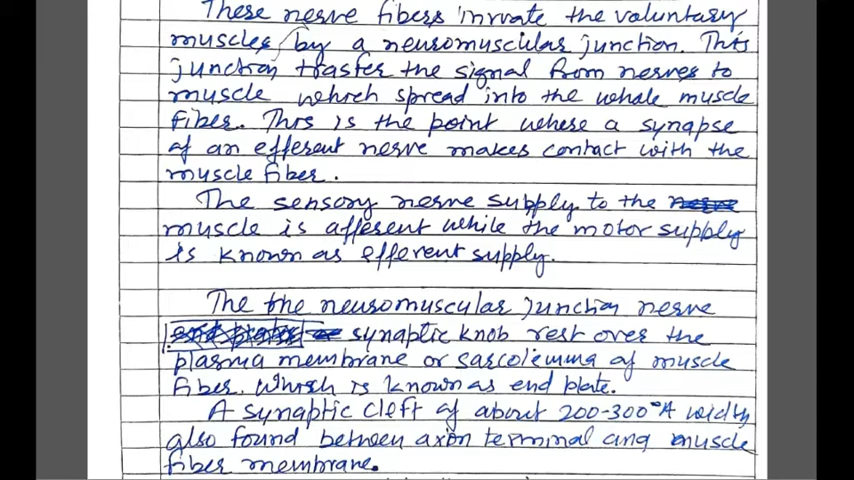 These nerve fibers inrvate the voluntary
muscles, by a neuromuscular junction. This
junction trasfer the signal from nerves to
muscle which spread into the whole muscle
fiber. This is the point where a synapse
of an efferent nerve makes contact with the
muscle fiber.
The sensory nerve supply to the nerve
muscle is afferent while the motor supply
is known as efferent supply.
The the neuromuscular junction nerve
synaptic knob rest over the
plasma membrane or sarcolemma of muscle
fiber. Which is known as end plate.
A synaptic cleft of about 200-300°A width
also found between axon terminal and muscle
fiber membrane.